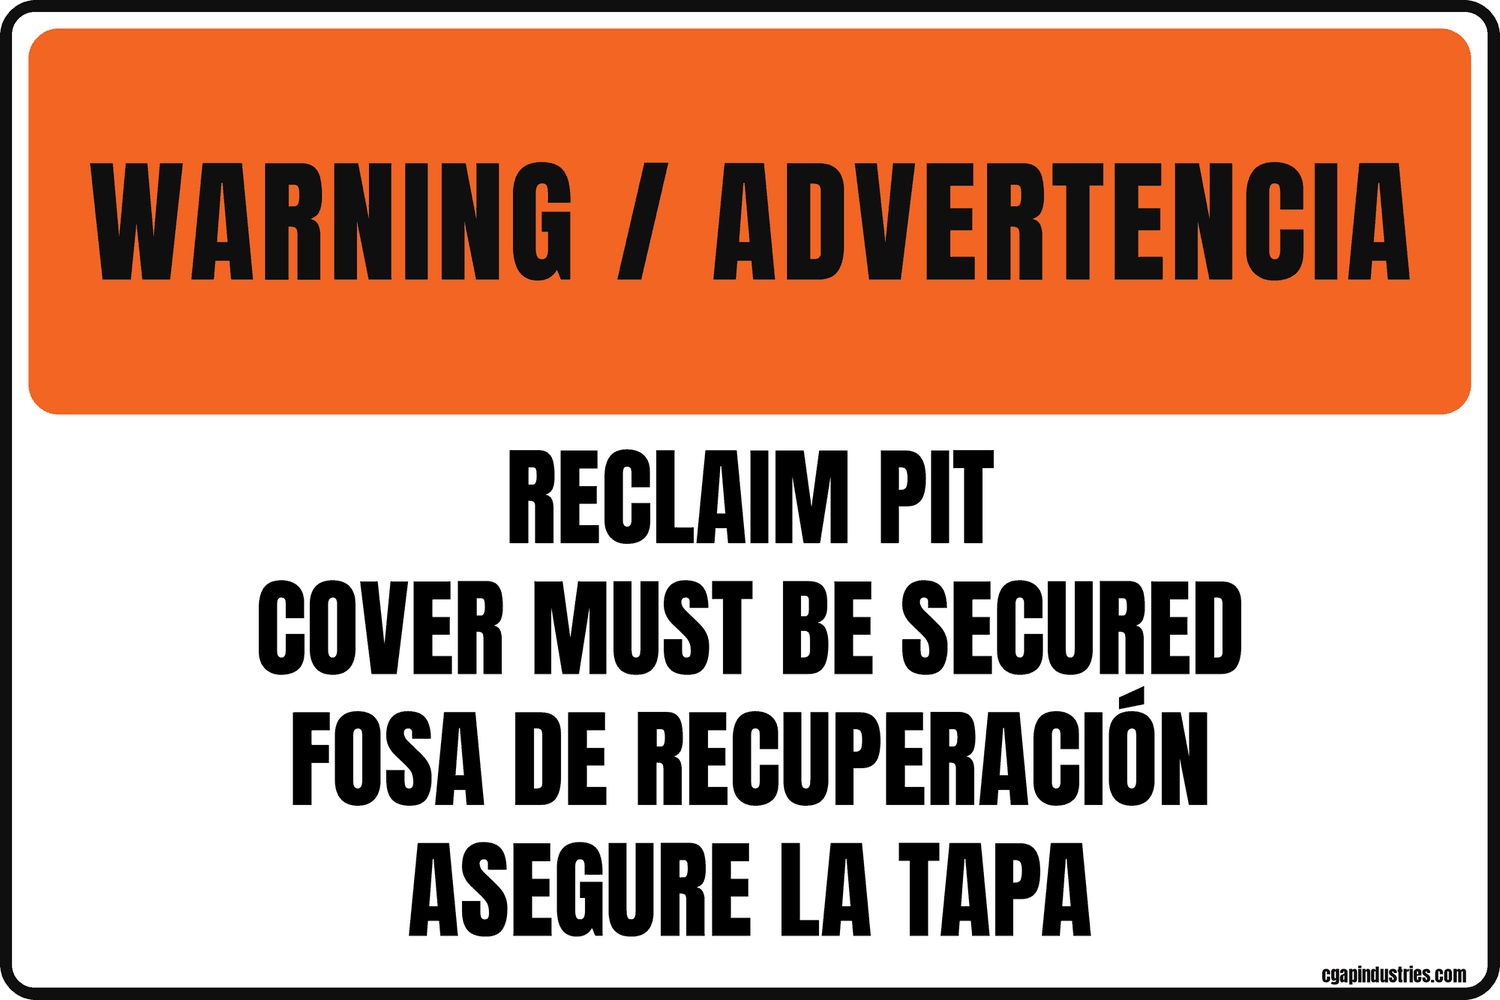 WARNING / ADVERTENCIA
RECLAIM PIT
COVER MUST BE SECURED
FOSA DE RECUPERACIÓN
ASEGURE LA TAPA
cgapindustries.com